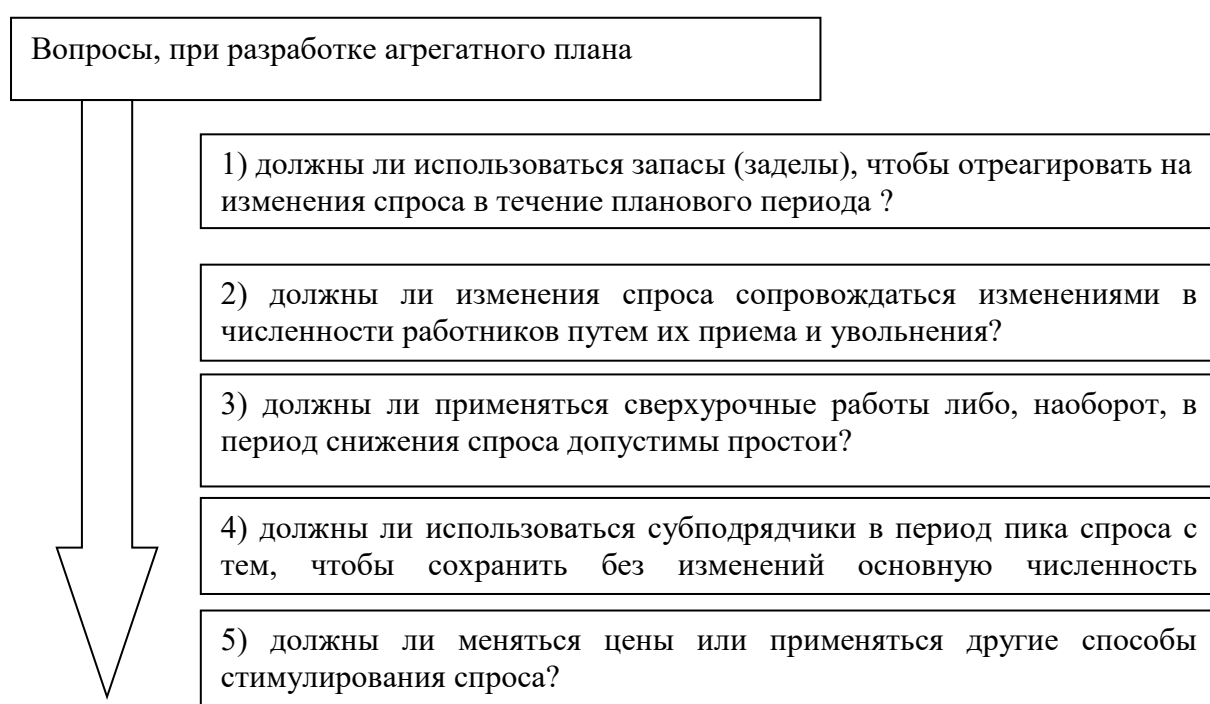 Вопросы, при разработке агрегатного плана
1) должны ли использоваться запасы (заделы), чтобы отреагировать на
изменения спроса в течение планового периода ?
2) должны ли изменения спроса сопровождаться изменениями в
численности работников путем их приема и увольнения?
3) должны ли применяться сверхурочные работы либо, наоборот, в
период снижения спроса допустимы простои?
4) должны ли использоваться субподрядчики в период пика спроса с
тем, чтобы сохранить без изменений основную численность
5) должны ли меняться цены или применяться другие способы
стимулирования спроса?